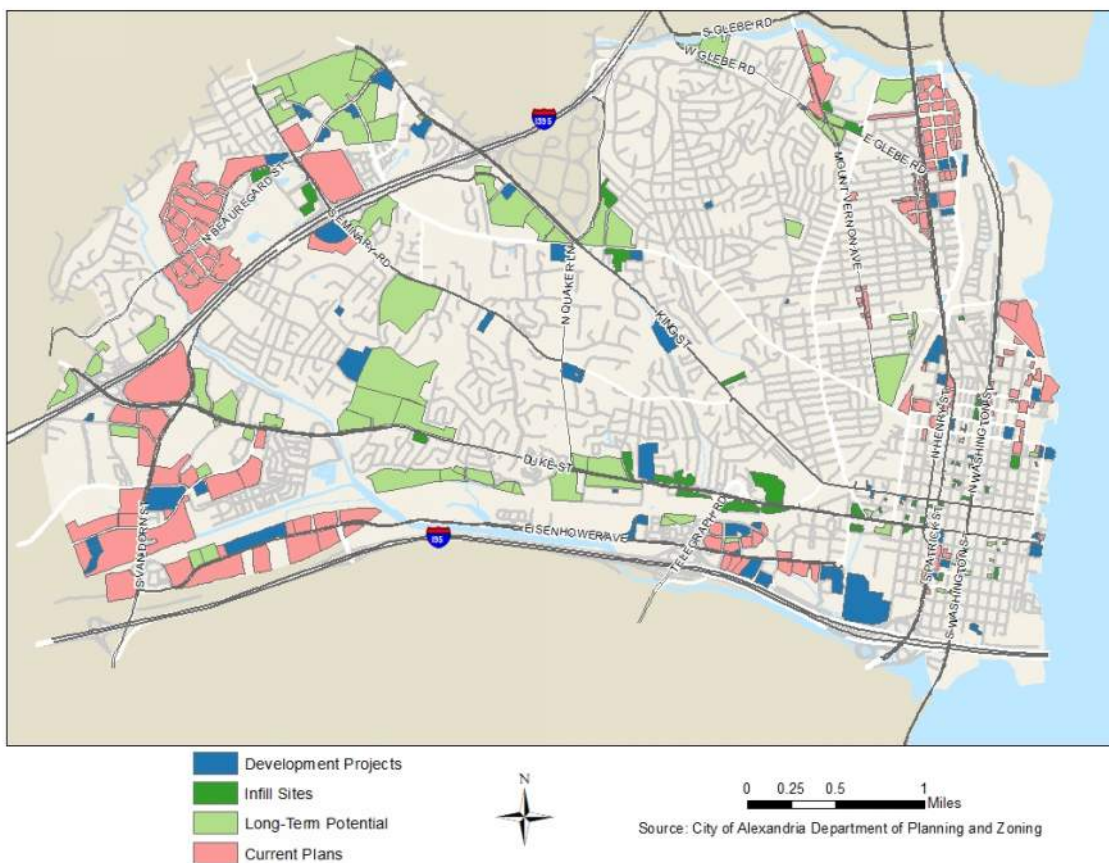 S GLEBE RD
W GLEBE RD
I395
E GLEBE RD
MOUNT VERNON AVE
N BEAUREGARD ST
SEMINARY RD
N QUAKER LN
KING ST
N HENRY ST
N WASHINGTON ST
DUKE ST
S VAN DORN ST
I95
EISENHOWER AVE
TELEGRAPH RD
S PATRICK ST
S WASHINGTON ST
Development Projects
Infill Sites
Long-Term Potential
Current Plans
N
0 0.25 0.5 1
Miles
Source: City of Alexandria Department of Planning and Zoning